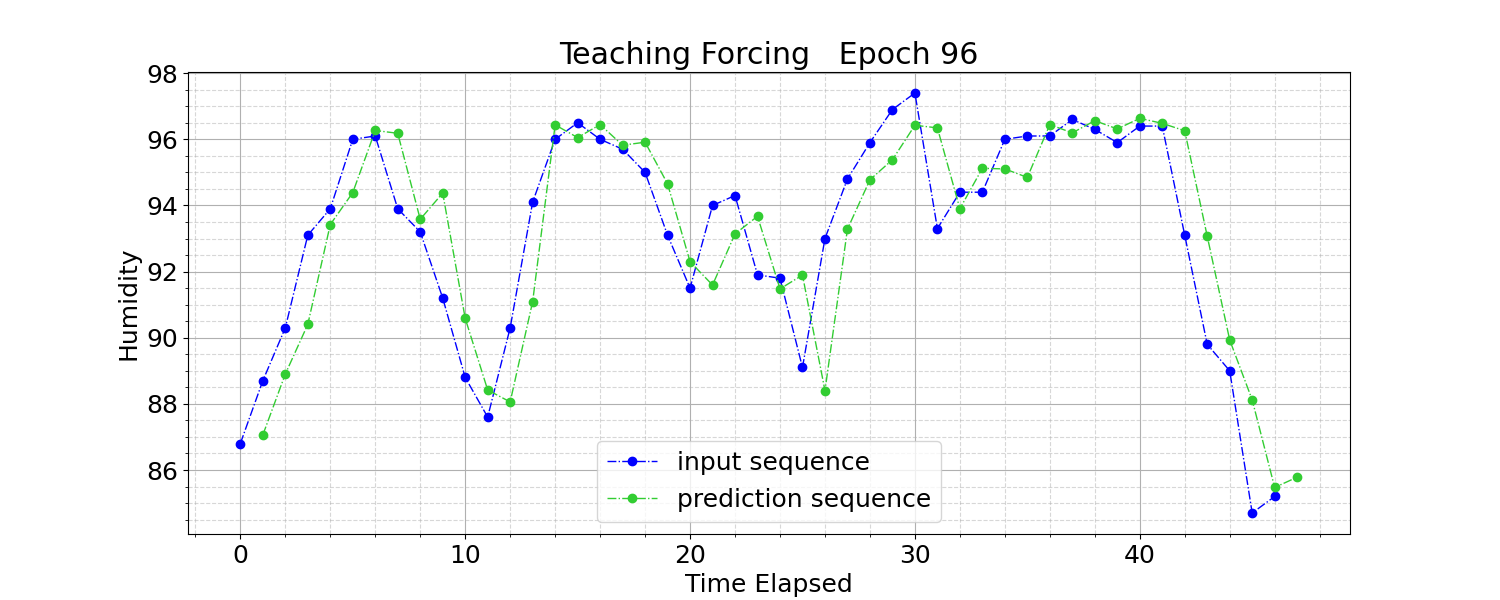 Teaching Forcing   Epoch 96
98
96
94
92
90
88
86
Humidity
input sequence
prediction sequence
0 10 20 30 40
Time Elapsed